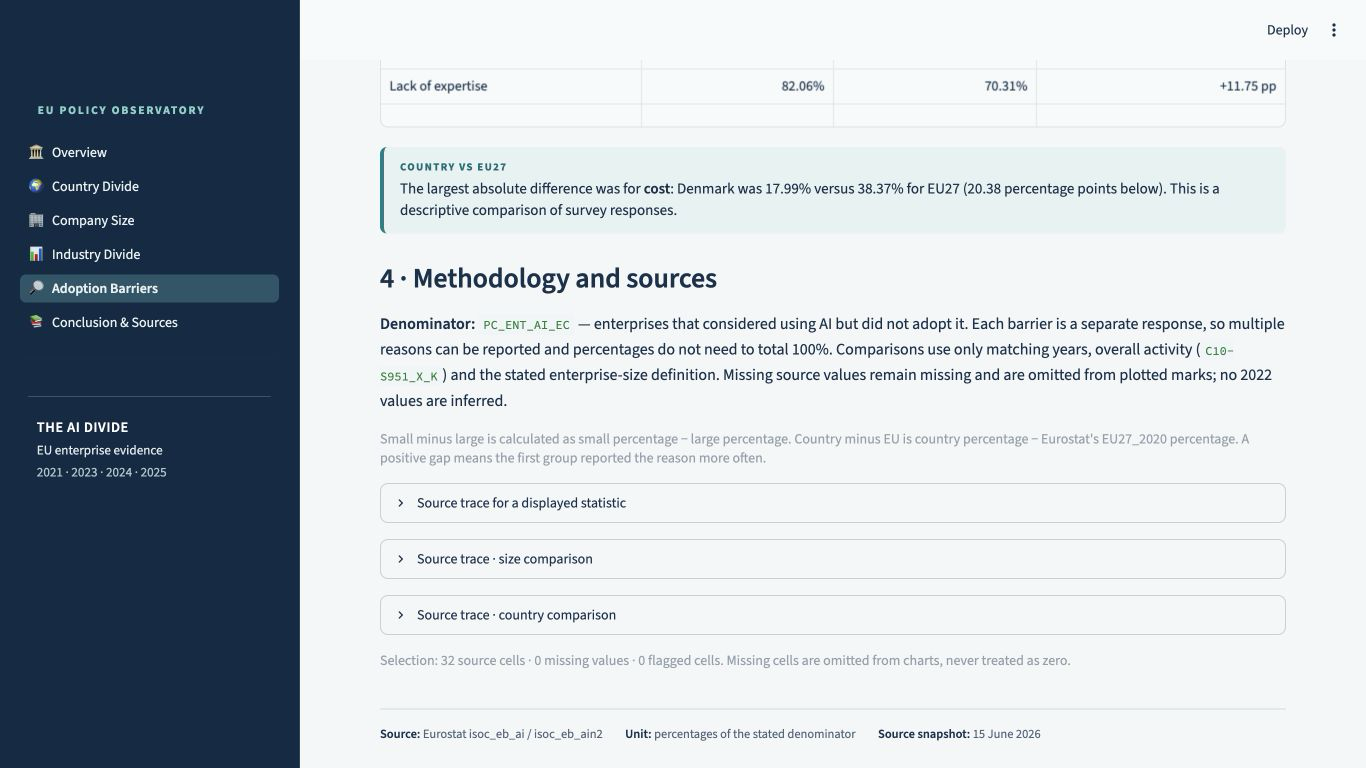 Deploy
EU POLICY OBSERVATORY
Overview
Country Divide
Company Size
Industry Divide
Adoption Barriers
Conclusion & Sources
THE AI DIVIDE
EU enterprise evidence
2021 · 2023 · 2024 · 2025
Lack of expertise 82.06% 70.31% +11.75 pp
COUNTRY VS EU27
The largest absolute difference was for cost: Denmark was 17.99% versus 38.37% for EU27 (20.38 percentage points below). This is a
descriptive comparison of survey responses.
4 · Methodology and sources
Denominator: PC_ENT_AI_EC — enterprises that considered using AI but did not adopt it. Each barrier is a separate response, so multiple
reasons can be reported and percentages do not need to total 100%. Comparisons use only matching years, overall activity ( C10-
S951_X_K ) and the stated enterprise-size definition. Missing source values remain missing and are omitted from plotted marks; no 2022
values are inferred.
Small minus large is calculated as small percentage − large percentage. Country minus EU is country percentage − Eurostat's EU27_2020 percentage. A
positive gap means the first group reported the reason more often.
Source trace for a displayed statistic
Source trace · size comparison
Source trace · country comparison
Selection: 32 source cells · 0 missing values · 0 flagged cells. Missing cells are omitted from charts, never treated as zero.
Source: Eurostat isoc_eb_ai / isoc_eb_ain2 Unit: percentages of the stated denominator Source snapshot: 15 June 2026